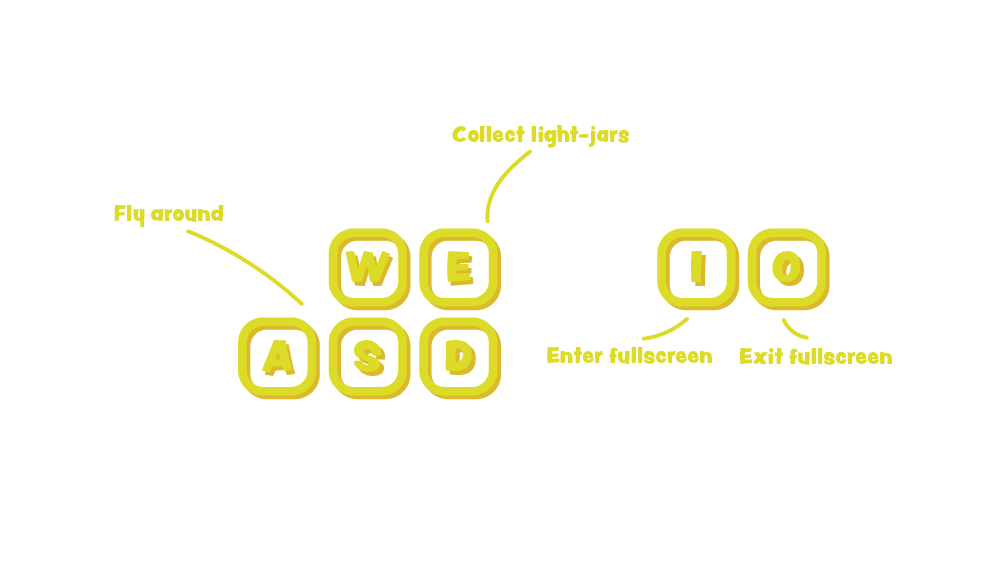 Collect light-jars
Fly around
W E I O
A S D
Enter fullscreen Exit fullscreen